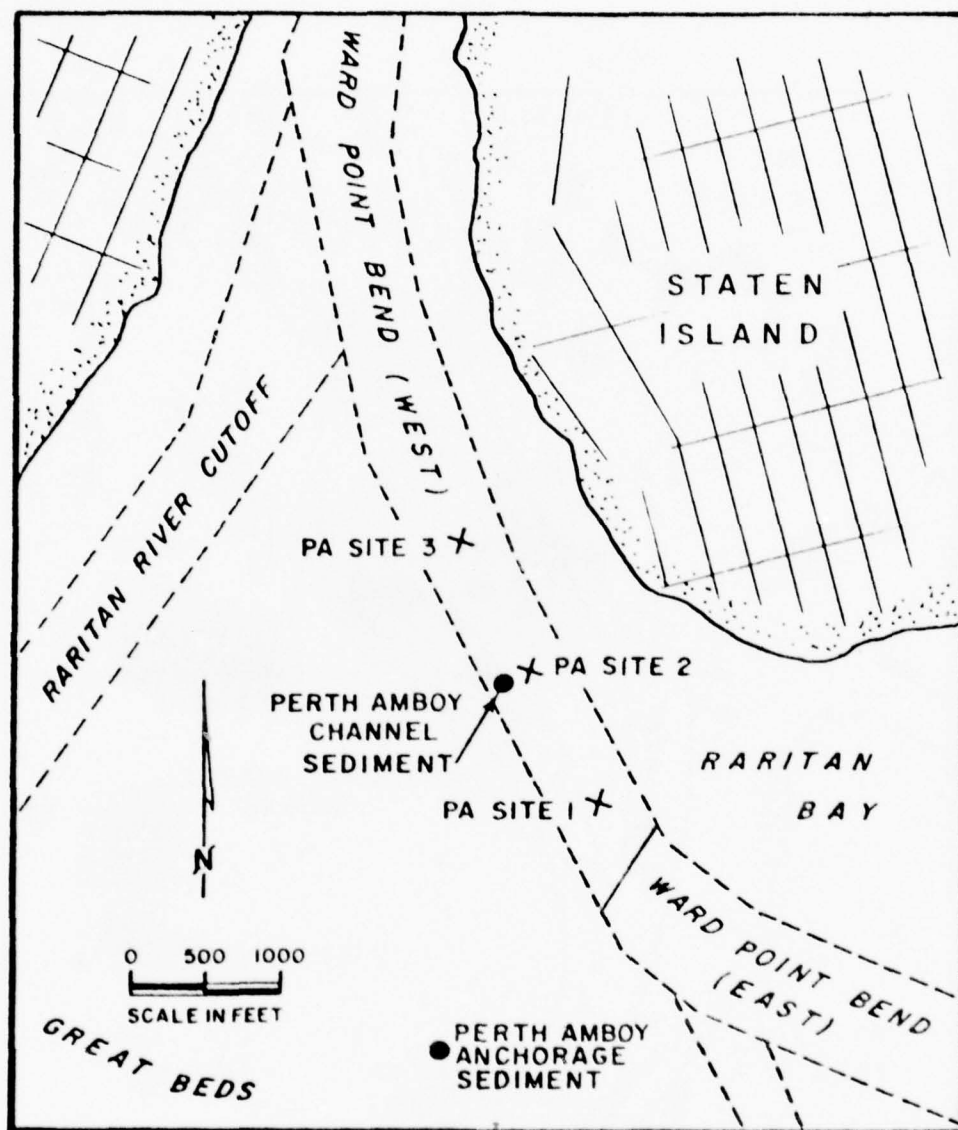 WARD POINT BEND (WEST)
STATEN
ISLAND
RARITAN RIVER CUTOFF
PA SITE 3
PA SITE 2
PERTH AMBOY
CHANNEL
SEDIMENT
RARITAN
BAY
PA SITE 1
N
WARD POINT BEND
(EAST)
0 500 1000
SCALE IN FEET
GREAT BEDS
PERTH AMBOY
ANCHORAGE
SEDIMENT